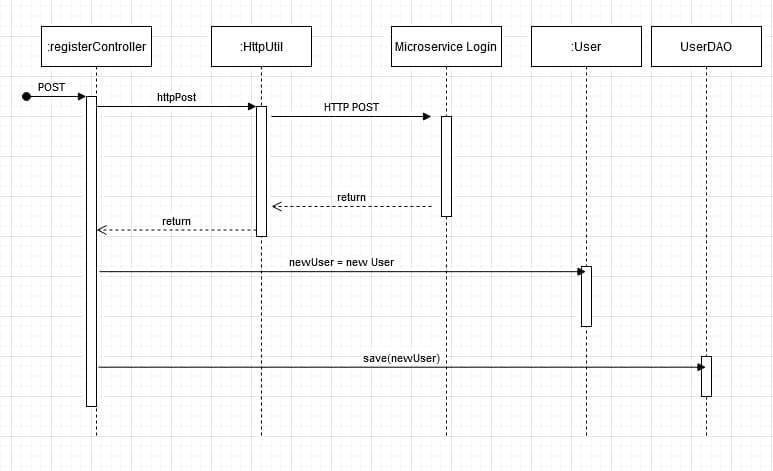 :registerController
:HttpUtil
Microservice Login
:User
UserDAO
POST
httpPost
HTTP POST
return
return
newUser = new User
save(newUser)